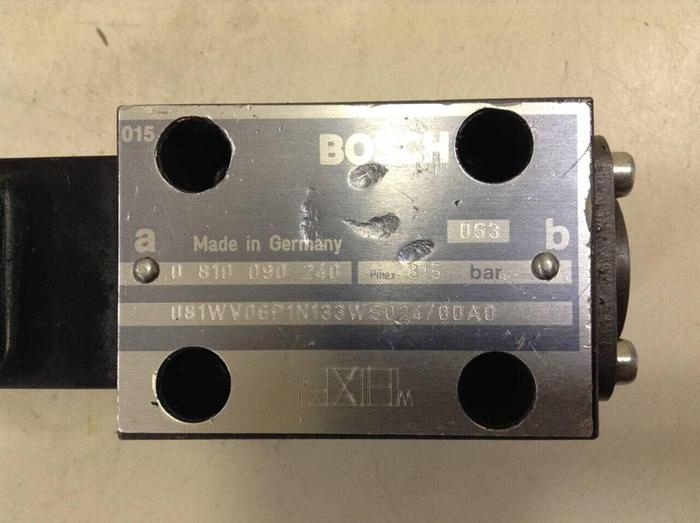 015
BOSCH
063
a Made in Germany b
0 810 090 240 Pmax 315 bar
081WV06P1N133WS024/00A0
W